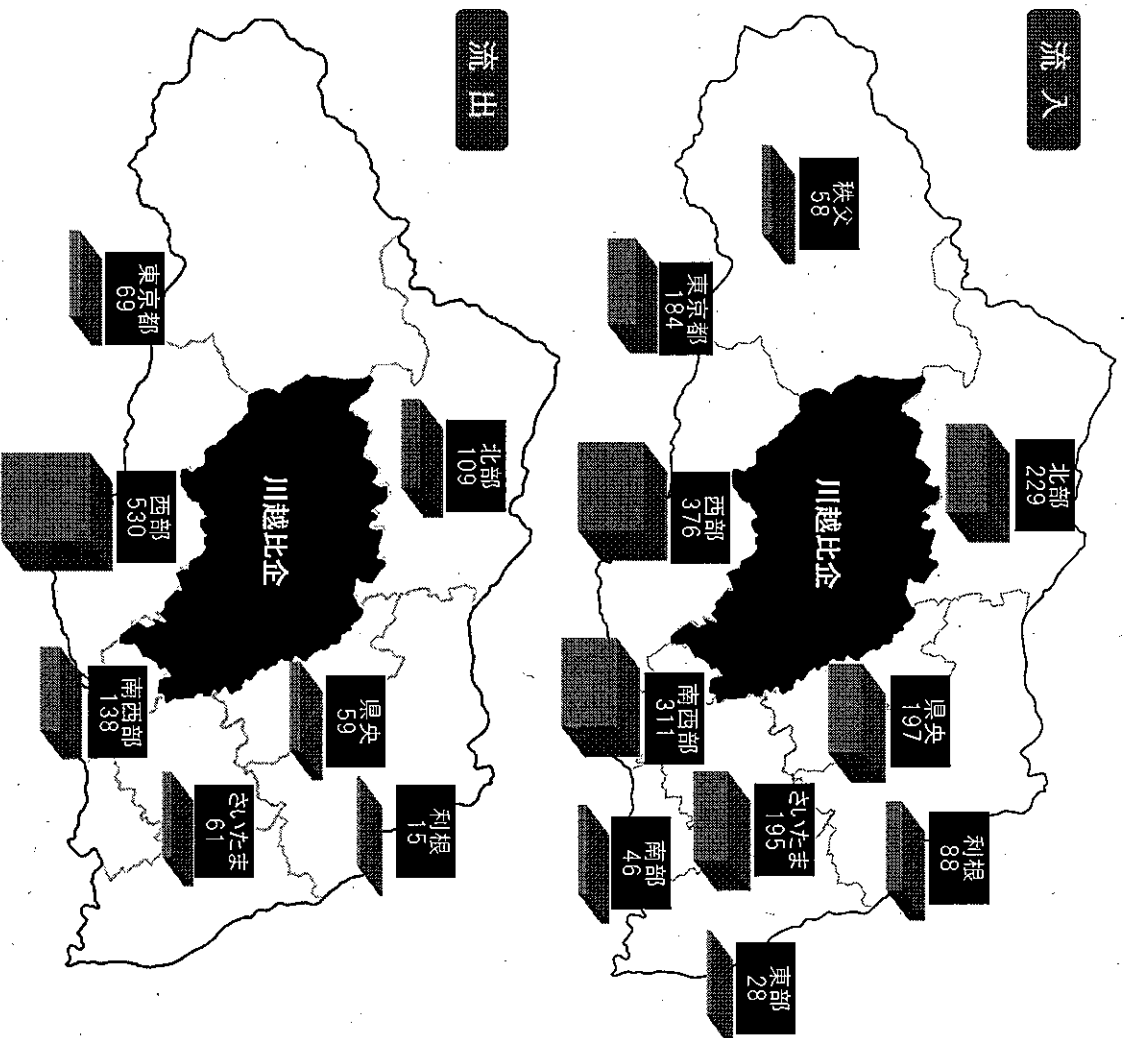 流入
秩父
58
東京都
184
北部
229
西部
376
川越比企
南西部
311
県央
197
さいたま
195
利根
88
南部
46
東部
28
流出
東京都
69
北部
109
西部
530
川越比企
南西部
138
県央
59
さいたま
61
利根
15